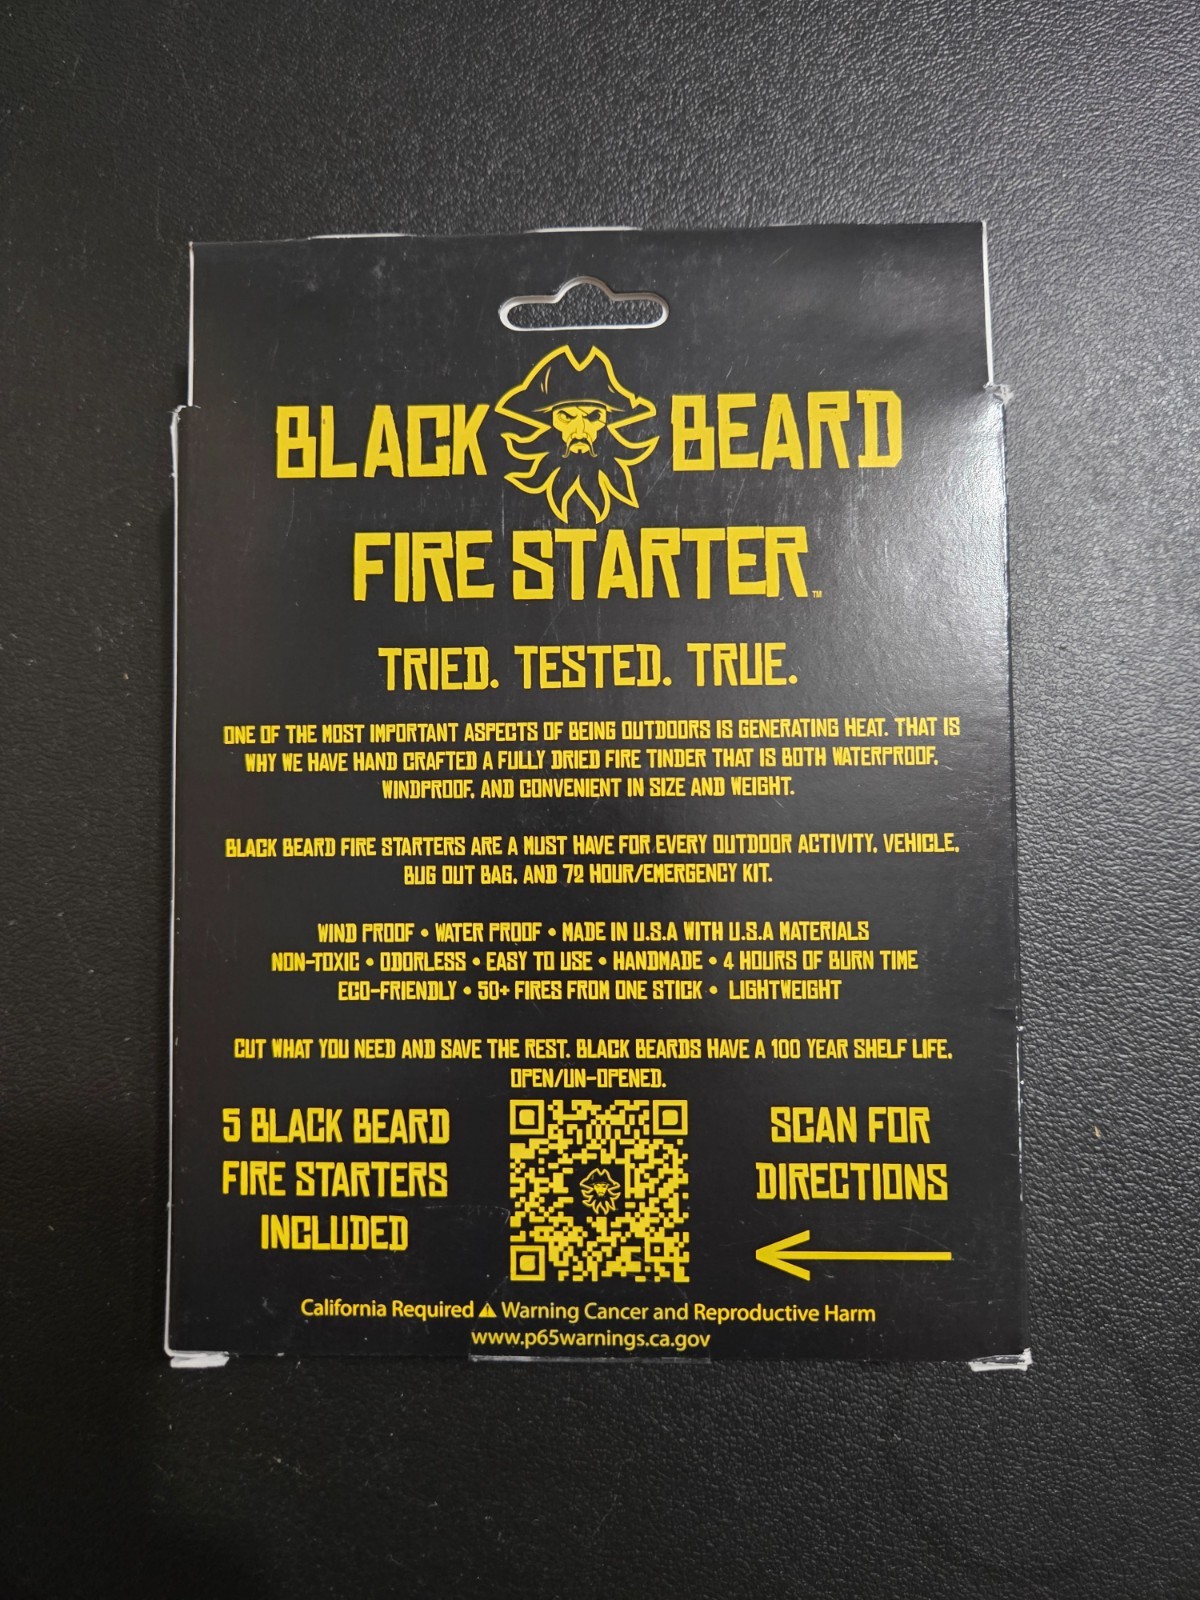 BLACK BEARD
FIRE STARTER™
TRIED. TESTED. TRUE.
ONE OF THE MOST IMPORTANT ASPECTS OF BEING OUTDOORS IS GENERATING HEAT. THAT IS
WHY WE HAVE HAND CRAFTED A FULLY DRIED FIRE TINDER THAT IS BOTH WATERPROOF,
WINDPROOF, AND CONVENIENT IN SIZE AND WEIGHT.
BLACK BEARD FIRE STARTERS ARE A MUST HAVE FOR EVERY OUTDOOR ACTIVITY, VEHICLE,
BUG OUT BAG, AND 72 HOUR/EMERGENCY KIT.
WIND PROOF • WATER PROOF • MADE IN U.S.A WITH U.S.A MATERIALS
NON-TOXIC • ODORLESS • EASY TO USE • HANDMADE • 4 HOURS OF BURN TIME
ECO-FRIENDLY • 50+ FIRES FROM ONE STICK • LIGHTWEIGHT
CUT WHAT YOU NEED AND SAVE THE REST. BLACK BEARDS HAVE A 100 YEAR SHELF LIFE,
OPEN/UN-OPENED.
5 BLACK BEARD
FIRE STARTERS
INCLUDED
SCAN FOR
DIRECTIONS
California Required ⚠ Warning Cancer and Reproductive Harm
www.p65warnings.ca.gov